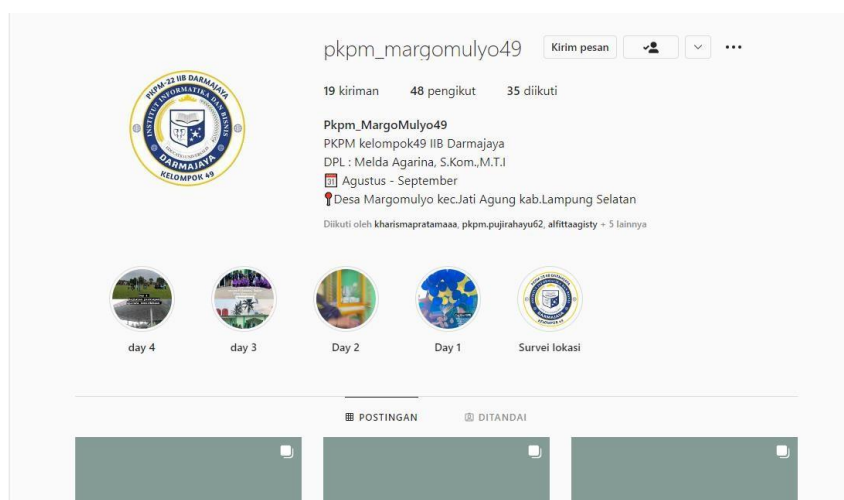 pkpm_margomulyo49 Kirim pesan
19 kiriman 48 pengikut 35 diikuti
Pkpm_MargoMulyo49
PKPM kelompok49 IIB Darmajaya
DPL : Melda Agarina, S.Kom.,M.T.I
Agustus - September
Desa Margomulyo kec.Jati Agung kab.Lampung Selatan
Diikuti oleh kharismapratamaaa, pkpm.pujirahayu62, alfittaagisty + 5 lainnya
PKPM-22 IIB DARMAJAYA
INSTITUT INFORMATIKA DAN BISNIS
DARMAJAYA
KELOMPOK 49
day 4 day 3 Day 2 Day 1 Survei lokasi
POSTINGAN DITANDAI